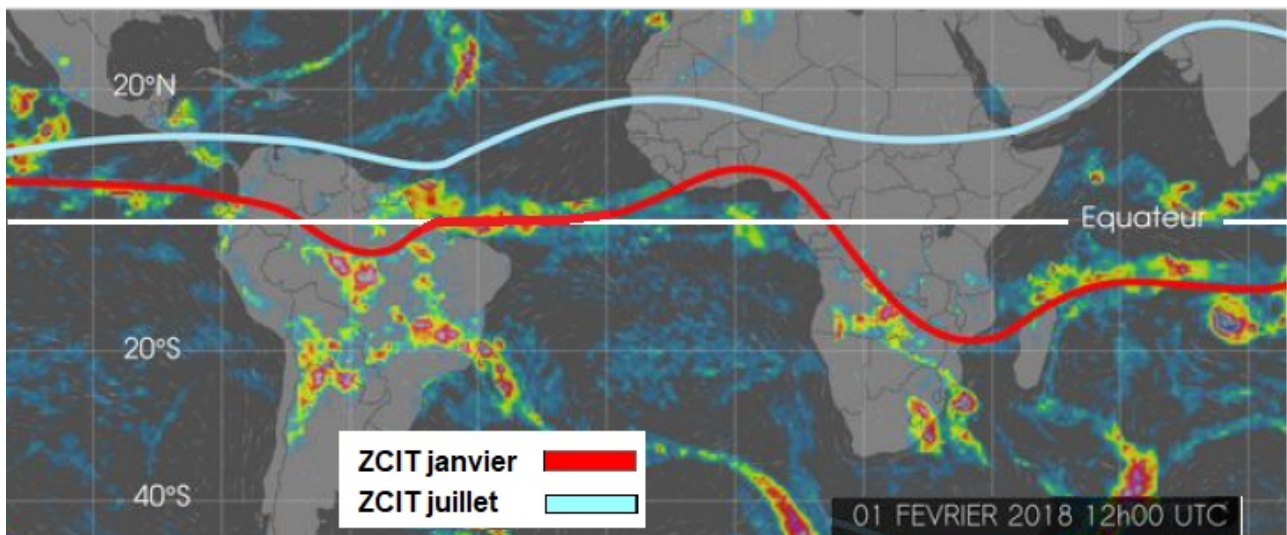 20°N
Equateur
20°S
ZCIT janvier
ZCIT juillet
40°S
01 FEVRIER 2018 12h00 UTC